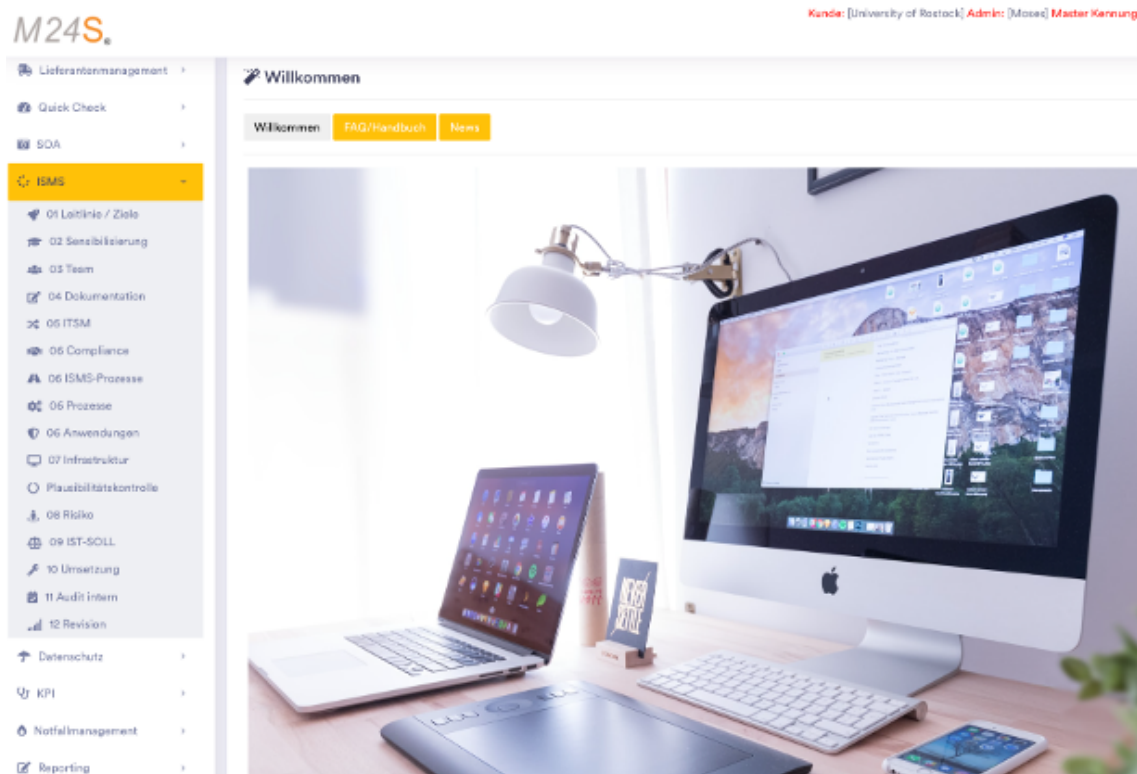 Kunde: [University of Rostock] Admin: [Moses] Master Kennung
M24S
Lieferantenmanagement
Willkommen
Quick Check
Willkommen FAQ/Handbuch News
SOA
ISMS
01 Leitlinie / Ziele
02 Sensibilisierung
03 Team
04 Dokumentation
05 ITSM
06 Compliance
06 ISMS-Prozesse
06 Prozesse
06 Anwendungen
07 Infrastruktur
Plausibilitätskontrolle
08 Risiko
09 IST-SOLL
10 Umsetzung
11 Audit intern
12 Revision
Datenschutz
KPI
Notfallmanagement
Reporting
NEVER
SETTLE